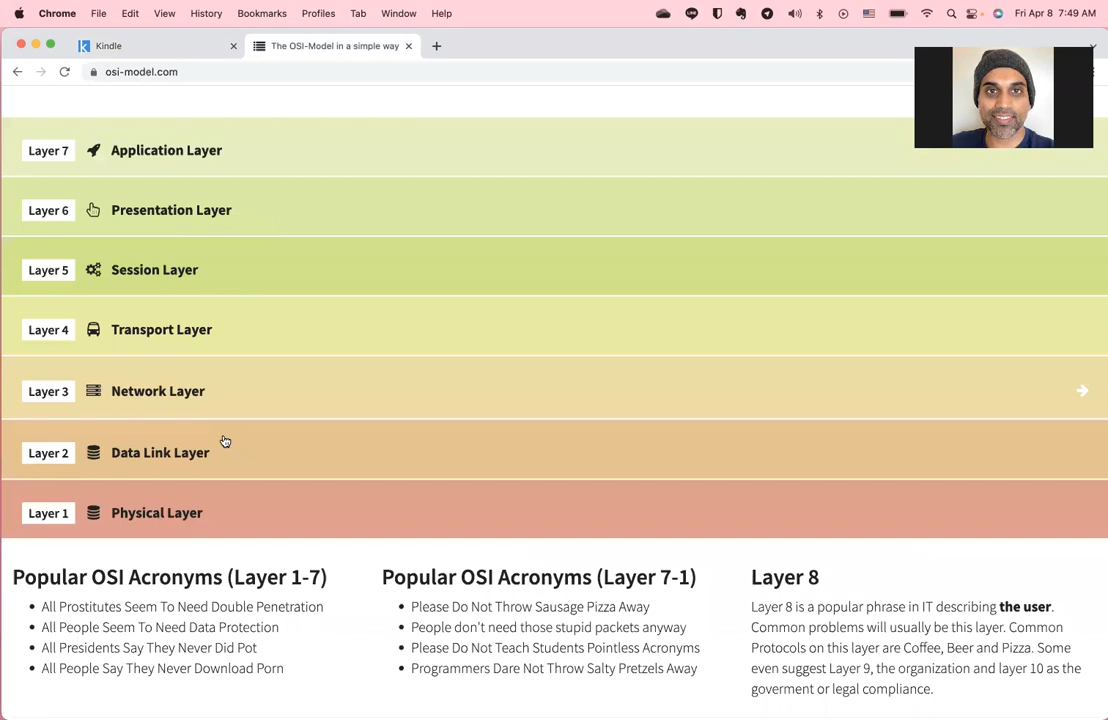 Chrome File Edit View History Bookmarks Profiles Tab Window Help
LINE
Fri Apr 8 7:49 AM
Kindle
The OSI-Model in a simple way
osi-model.com
Layer 7 Application Layer
Layer 6 Presentation Layer
Layer 5 Session Layer
Layer 4 Transport Layer
Layer 3 Network Layer
Layer 2 Data Link Layer
Layer 1 Physical Layer
Popular OSI Acronyms (Layer 1-7)
All Prostitutes Seem To Need Double Penetration
All People Seem To Need Data Protection
All Presidents Say They Never Did Pot
All People Say They Never Download Porn
Popular OSI Acronyms (Layer 7-1)
Please Do Not Throw Sausage Pizza Away
People don't need those stupid packets anyway
Please Do Not Teach Students Pointless Acronyms
Programmers Dare Not Throw Salty Pretzels Away
Layer 8
Layer 8 is a popular phrase in IT describing the user.
Common problems will usually be this layer. Common
Protocols on this layer are Coffee, Beer and Pizza. Some
even suggest Layer 9, the organization and layer 10 as the
goverment or legal compliance.